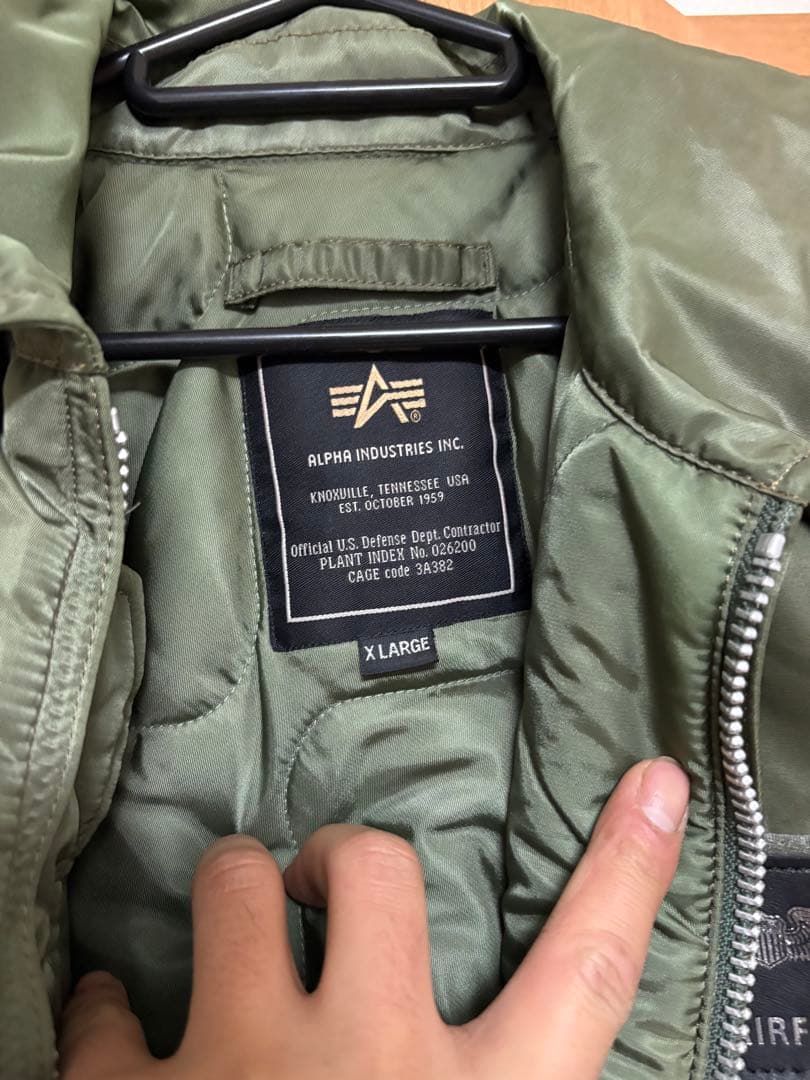 ALPHA INDUSTRIES INC.
KNOXVILLE, TENNESSEE USA
EST. OCTOBER 1959
Official U.S. Defense Dept. Contractor
PLANT INDEX No. 026200
CAGE code 3A382
X LARGE